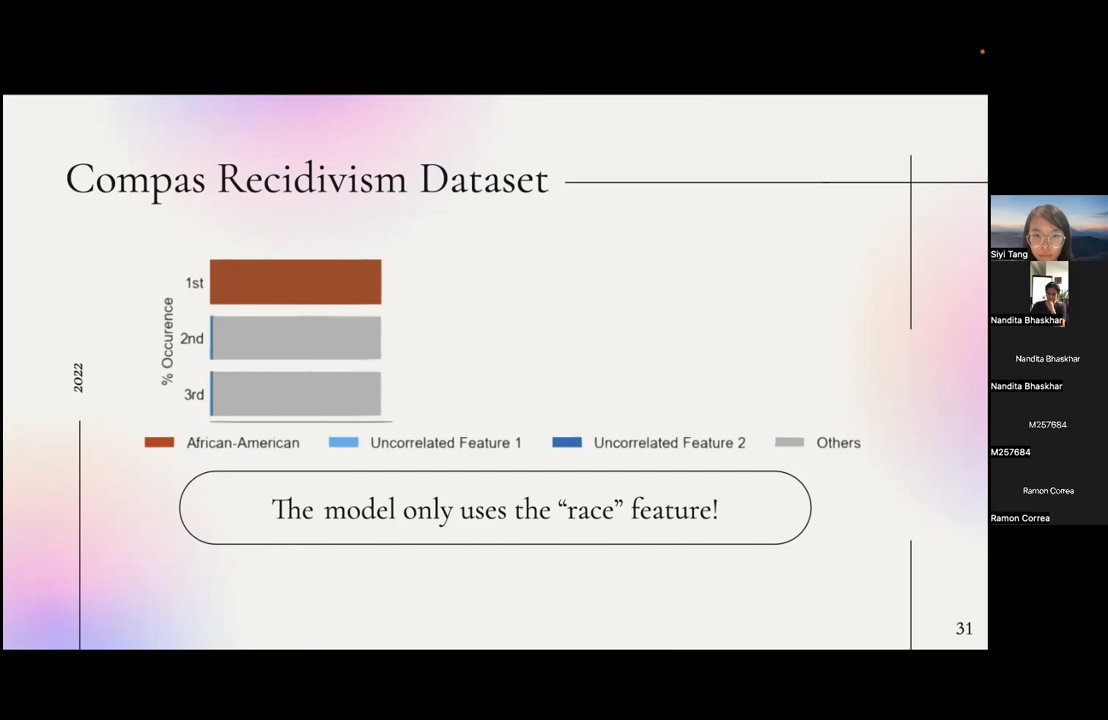 Compas Recidivism Dataset
2022
% Occurence
1st
2nd
3rd
African-American
Uncorrelated Feature 1
Uncorrelated Feature 2
Others
The model only uses the “race” feature!
31
Siyi Tang
Nandita Bhaskhar
Nandita Bhaskhar
Nandita Bhaskhar
M257684
M257684
Ramon Correa
Ramon Correa